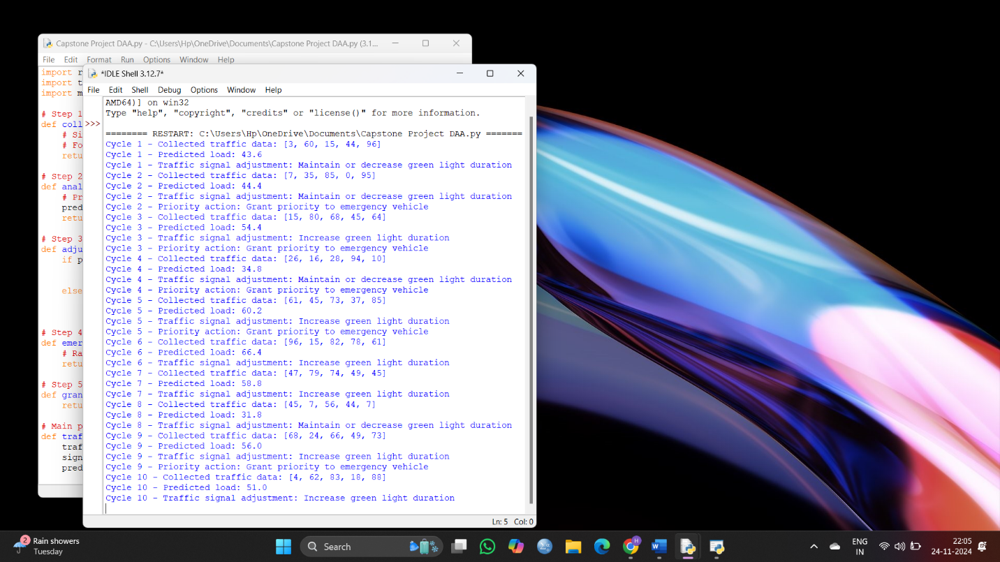 Capstone Project DAA.py - C:\Users\Hp\OneDrive\Documents\Capstone Project DAA.py (3.1...
File Edit Format Run Options Window Help
import r
import t
import m
# Step 1
def coll
# Si
# Fo
retu
# Step 2
def anal
# Pr
pred
retu
# Step 3
def adju
if p
else
# Step 4
def emer
# Ra
retu
# Step 5
def gran
retu
# Main p
def traf
traf
sign
pred
*IDLE Shell 3.12.7*
File Edit Shell Debug Options Window Help
AMD64)] on win32
Type "help", "copyright", "credits" or "license()" for more information.
>>>
======== RESTART: C:\Users\Hp\OneDrive\Documents\Capstone Project DAA.py =======
Cycle 1 - Collected traffic data: [3, 60, 15, 44, 96]
Cycle 1 - Predicted load: 43.6
Cycle 1 - Traffic signal adjustment: Maintain or decrease green light duration
Cycle 2 - Collected traffic data: [7, 35, 85, 0, 95]
Cycle 2 - Predicted load: 44.4
Cycle 2 - Traffic signal adjustment: Maintain or decrease green light duration
Cycle 2 - Priority action: Grant priority to emergency vehicle
Cycle 3 - Collected traffic data: [15, 80, 68, 45, 64]
Cycle 3 - Predicted load: 54.4
Cycle 3 - Traffic signal adjustment: Increase green light duration
Cycle 3 - Priority action: Grant priority to emergency vehicle
Cycle 4 - Collected traffic data: [26, 16, 28, 94, 10]
Cycle 4 - Predicted load: 34.8
Cycle 4 - Traffic signal adjustment: Maintain or decrease green light duration
Cycle 4 - Priority action: Grant priority to emergency vehicle
Cycle 5 - Collected traffic data: [61, 45, 73, 37, 85]
Cycle 5 - Predicted load: 60.2
Cycle 5 - Traffic signal adjustment: Increase green light duration
Cycle 5 - Priority action: Grant priority to emergency vehicle
Cycle 6 - Collected traffic data: [96, 15, 82, 78, 61]
Cycle 6 - Predicted load: 66.4
Cycle 6 - Traffic signal adjustment: Increase green light duration
Cycle 7 - Collected traffic data: [47, 79, 74, 49, 45]
Cycle 7 - Predicted load: 58.8
Cycle 7 - Traffic signal adjustment: Increase green light duration
Cycle 8 - Collected traffic data: [45, 7, 56, 44, 7]
Cycle 8 - Predicted load: 31.8
Cycle 8 - Traffic signal adjustment: Maintain or decrease green light duration
Cycle 9 - Collected traffic data: [68, 24, 66, 49, 73]
Cycle 9 - Predicted load: 56.0
Cycle 9 - Traffic signal adjustment: Increase green light duration
Cycle 9 - Priority action: Grant priority to emergency vehicle
Cycle 10 - Collected traffic data: [4, 62, 83, 18, 88]
Cycle 10 - Predicted load: 51.0
Cycle 10 - Traffic signal adjustment: Increase green light duration
Ln: 5 Col: 0
2
Rain showers
Tuesday
Search
ENG
IN
22:05
24-11-2024